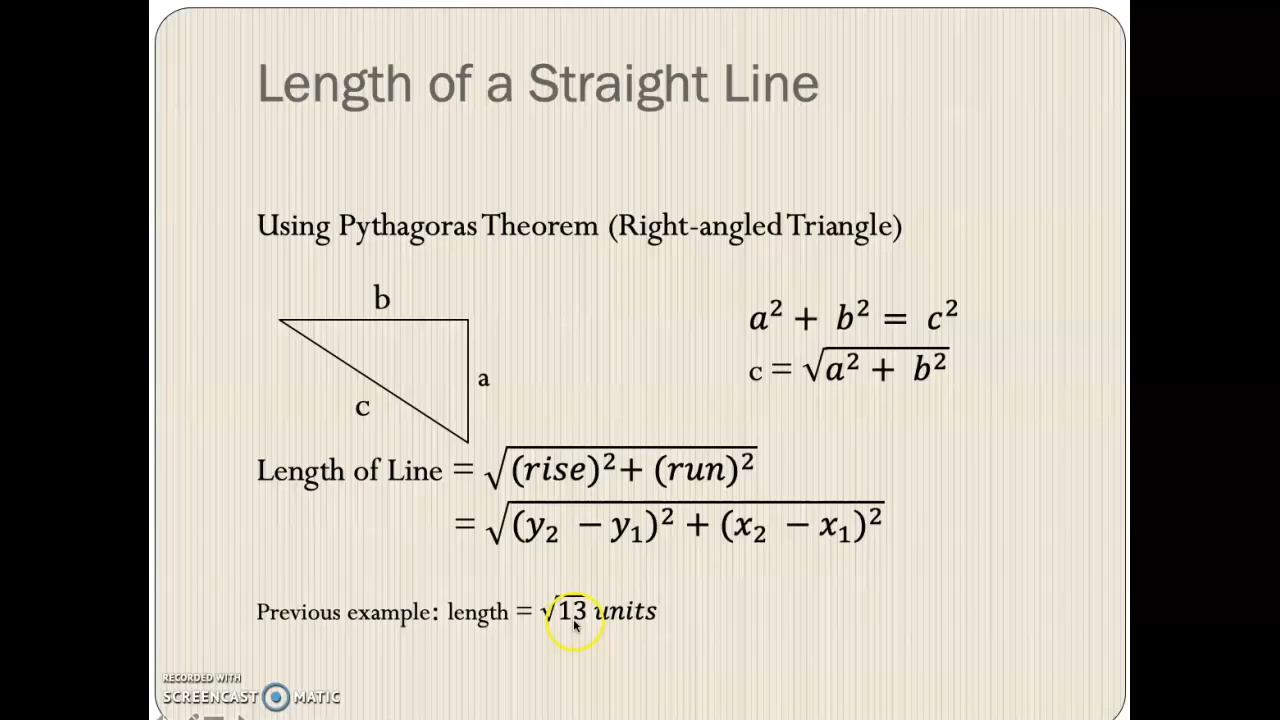 Length of a Straight Line
Using Pythagoras Theorem (Right-angled Triangle)
b
a² + b² = c²
c = √a² + b²
a
c
Length of Line = √(rise)² + (run)²
= √(y₂ − y₁)² + (x₂ − x₁)²
Previous example: length = √13 units
RECORDED WITH
SCREENCAST MATIC